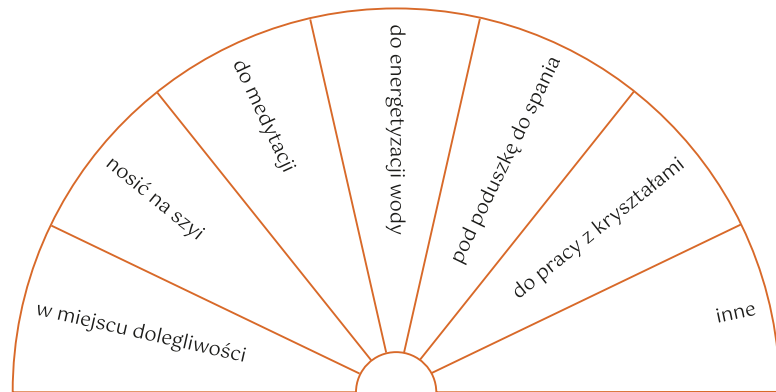 w miejscu dolegliwości
nosić na szyi
do medytacji
do energetyzacji wody
pod poduszkę do spania
do pracy z kryształami
inne